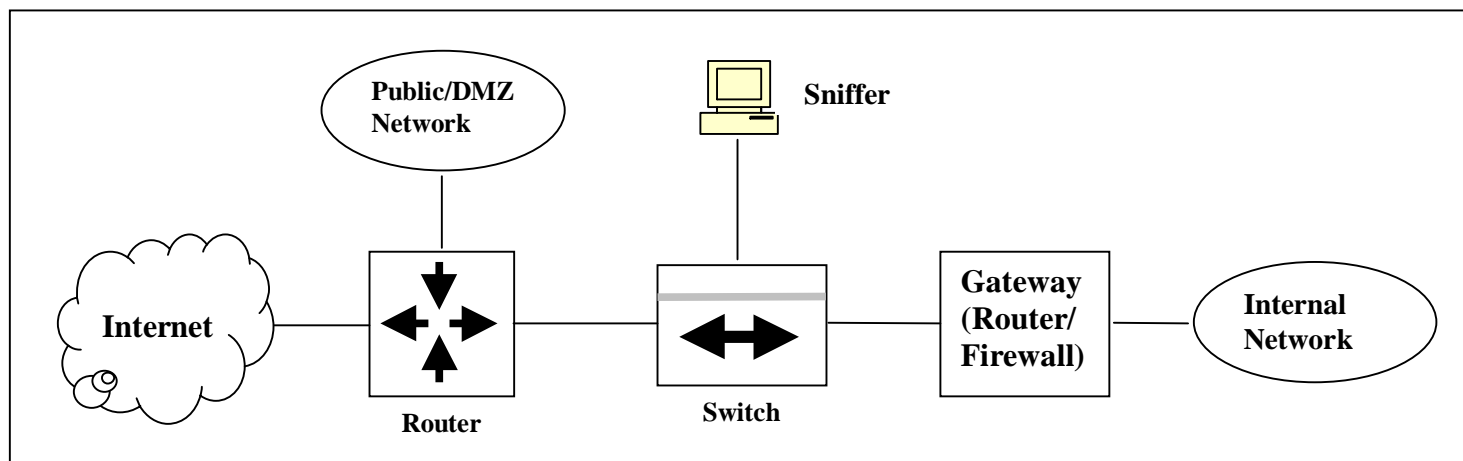 Public/DMZ
Network
Sniffer
Internet
Router
Switch
Gateway
(Router/
Firewall)
Internal
Network